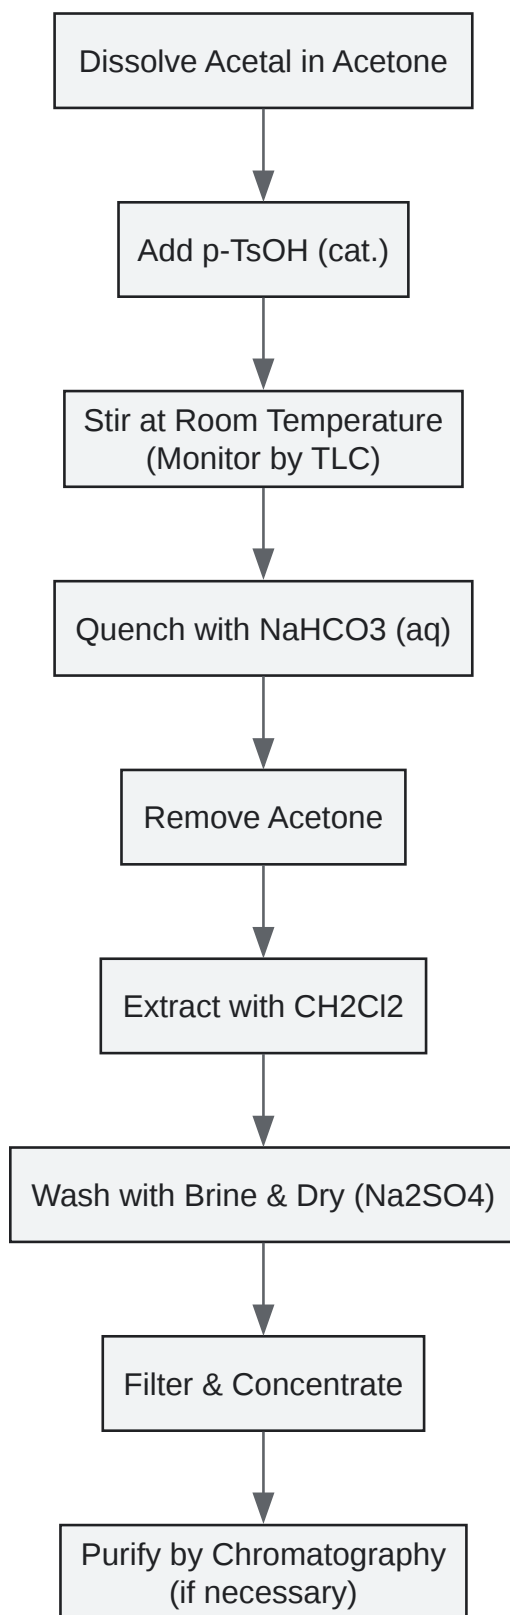 Dissolve Acetal in Acetone
Add p-TsOH (cat.)
Stir at Room Temperature
(Monitor by TLC)
Quench with NaHCO3 (aq)
Remove Acetone
Extract with CH2Cl2
Wash with Brine & Dry (Na2SO4)
Filter & Concentrate
Purify by Chromatography
(if necessary)